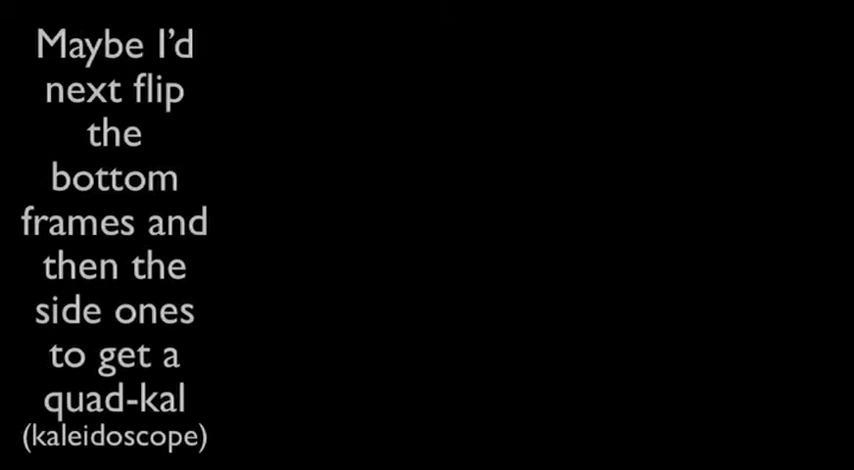 Maybe I’d
next flip
the
bottom
frames and
then the
side ones
to get a
quad-kal
(kaleidoscope)